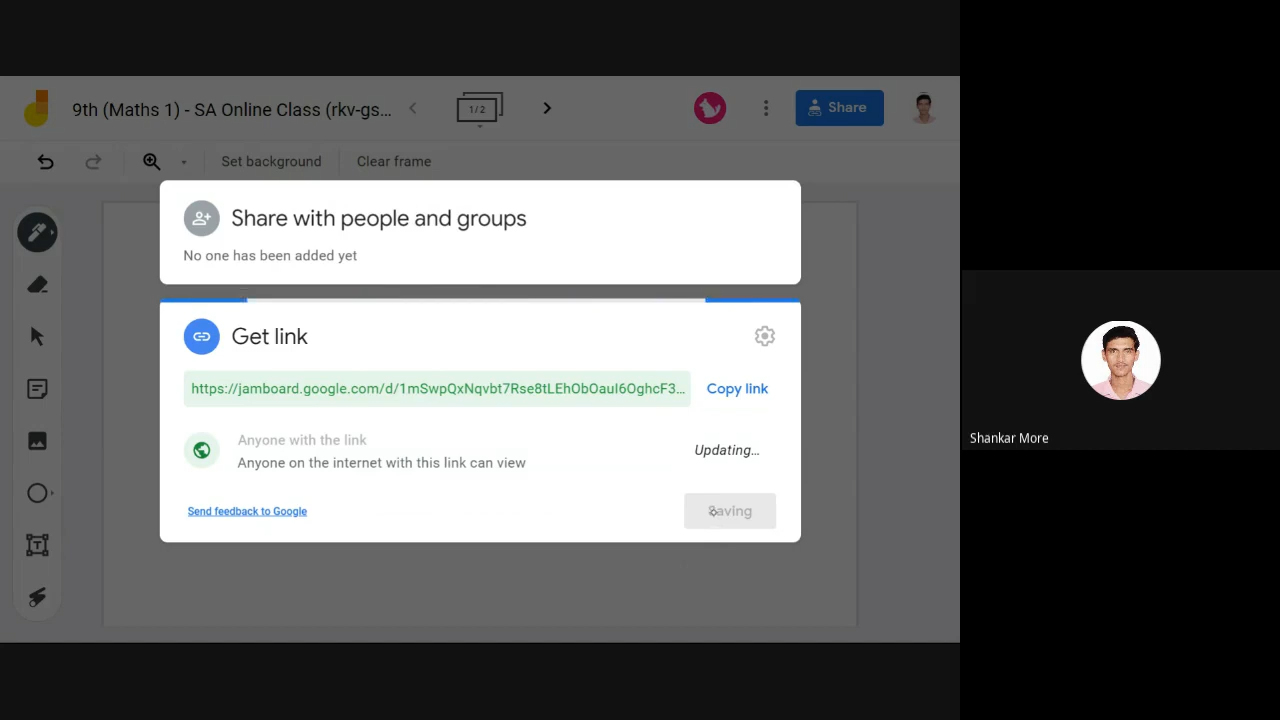 9th (Maths 1) - SA Online Class (rkv-gs...
1/2
Share
Set background
Clear frame
Share with people and groups
No one has been added yet
Get link
https://jamboard.google.com/d/1mSwpQxNqvbt7Rse8tLEhObOauI6OghcF3...
Copy link
Anyone with the link
Updating...
Anyone on the internet with this link can view
Send feedback to Google
Saving
Shankar More